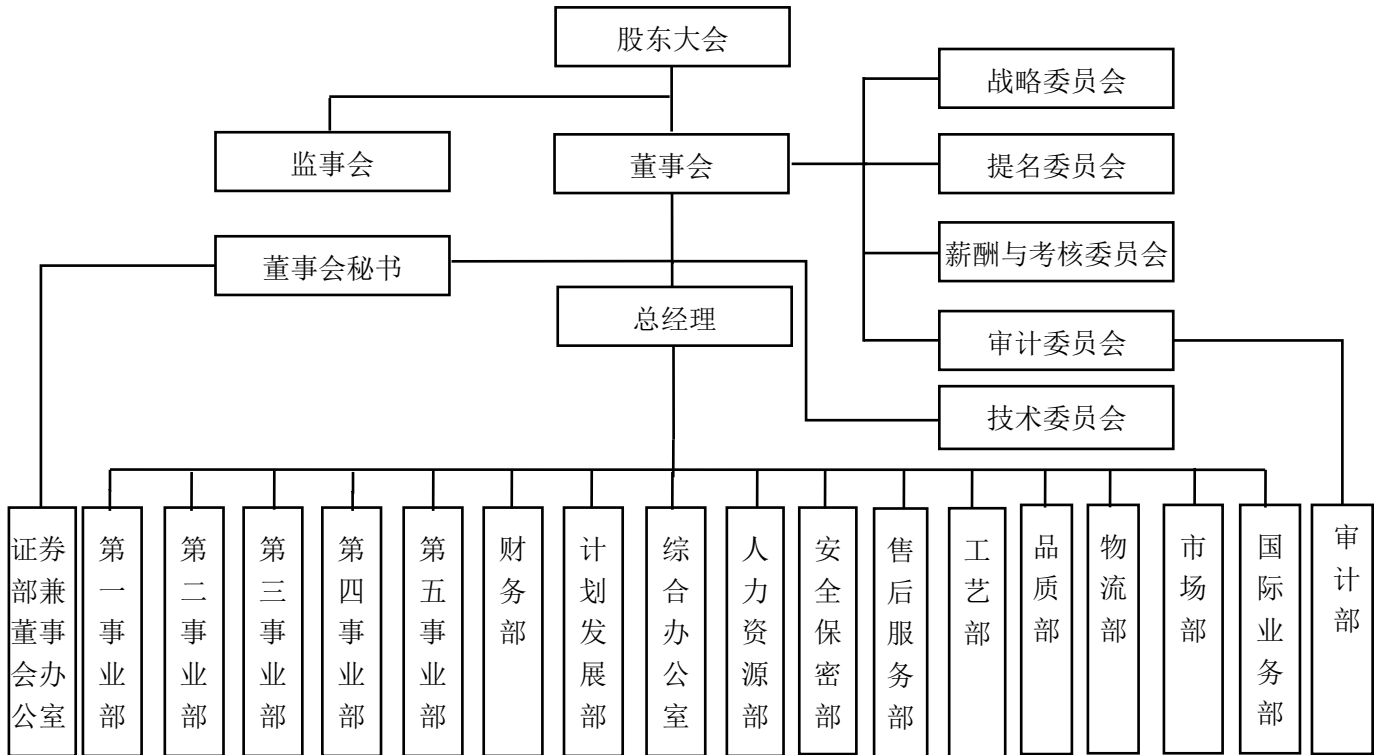 股东大会
战略委员会
监事会
董事会
提名委员会
董事会秘书
薪酬与考核委员会
总经理
审计委员会
技术委员会
证券
部兼
董事
会办
公室
第一事业部
第二事业部
第三事业部
第四事业部
第五事业部
财务部
计划发展部
综合办公室
人力资源部
安全保密部
售后服务部
工艺部
品质部
物流部
市场部
国际业务部
审计部